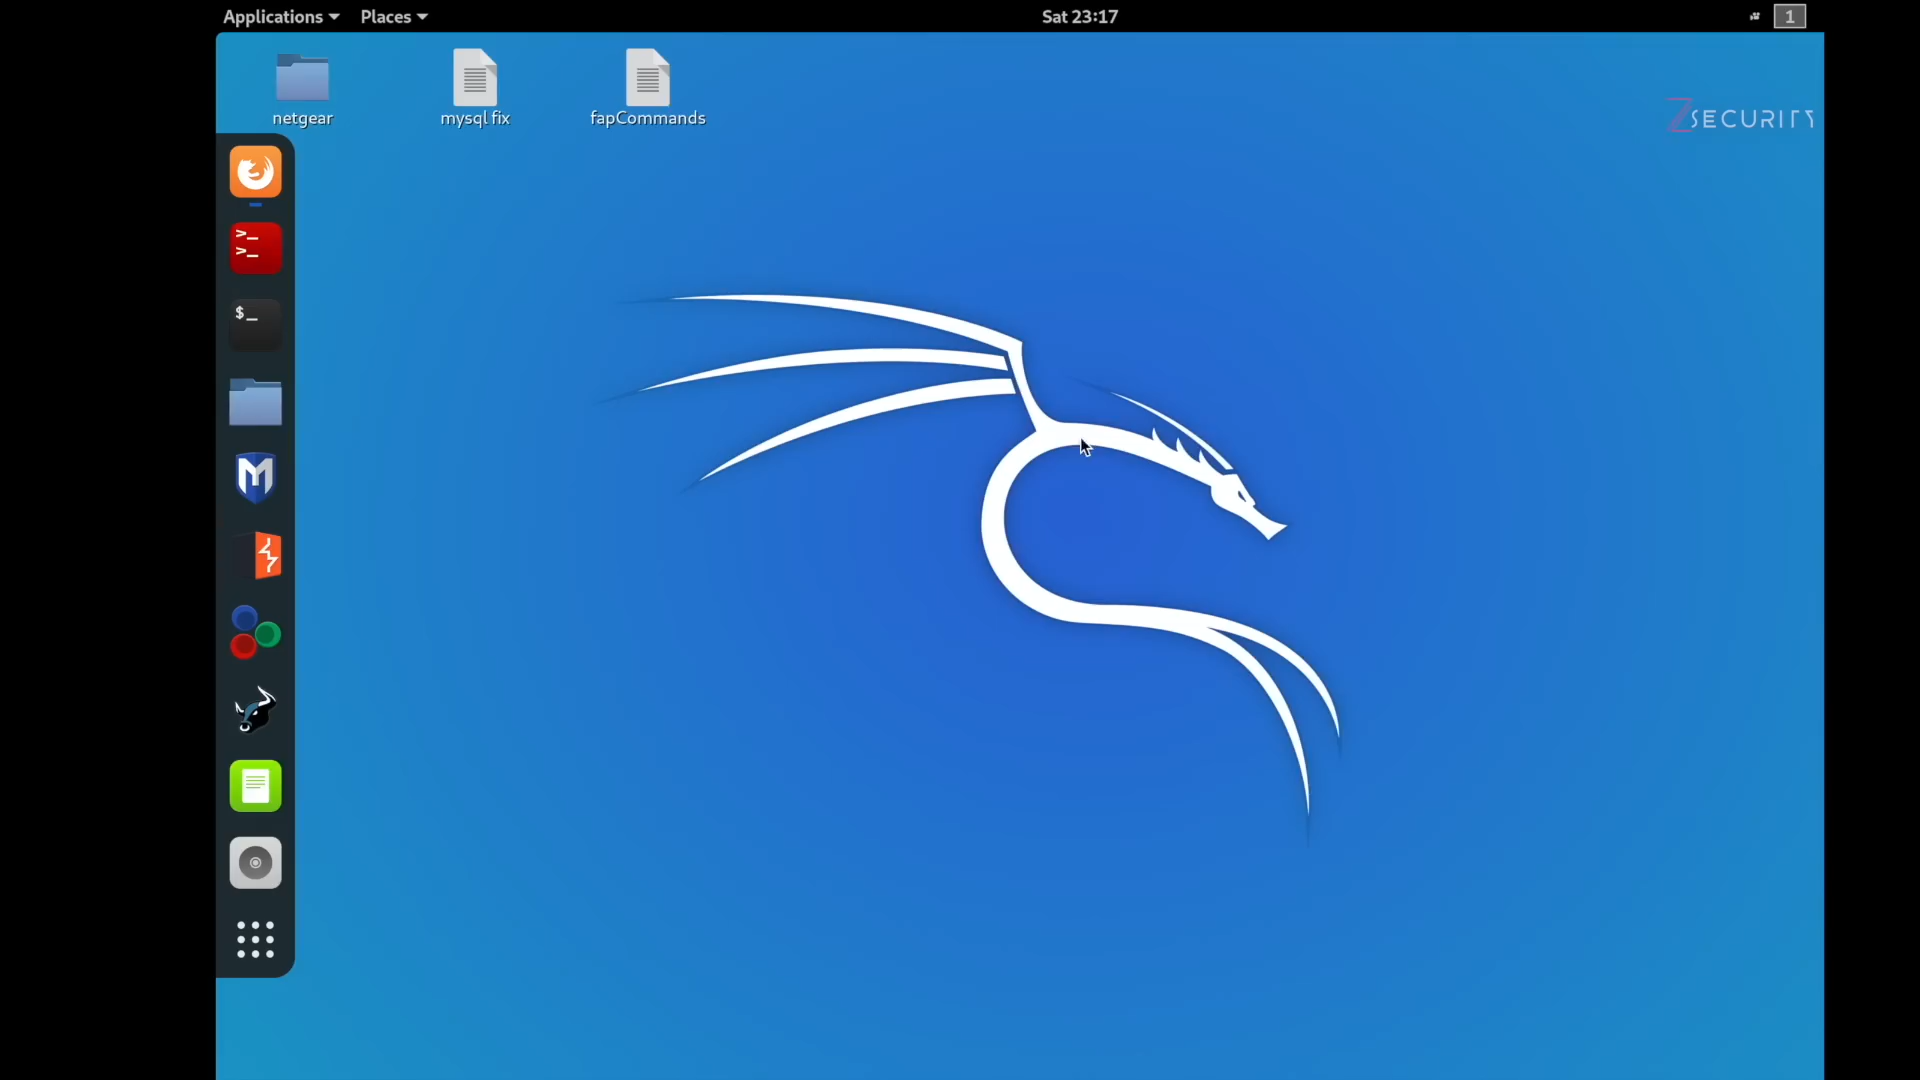 Applications Places Sat 23:17 1
netgear mysql fix fapCommands
ZSECURITY
>_
>_
$_